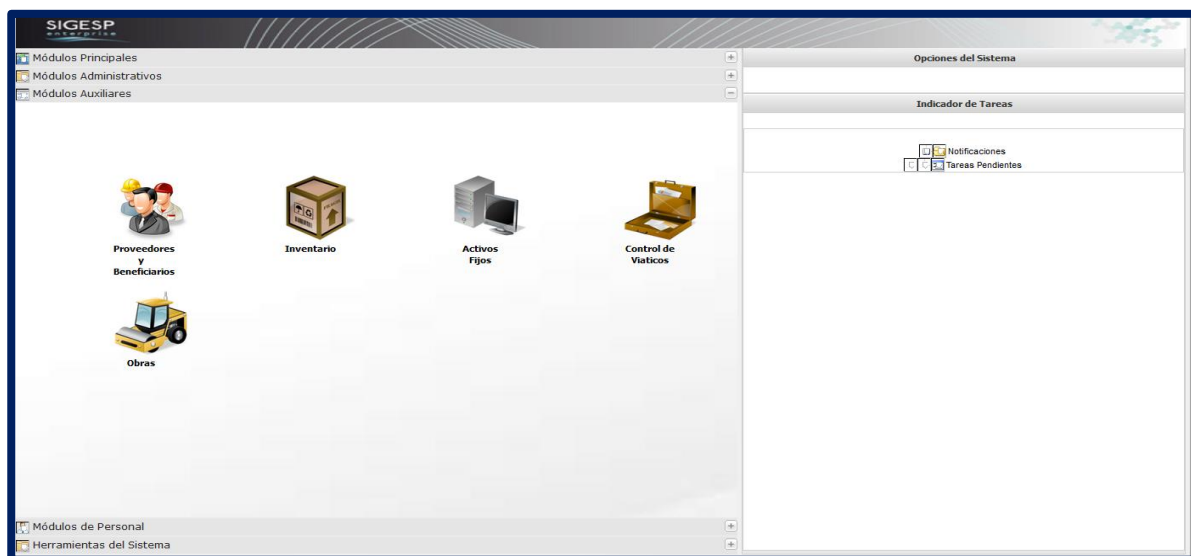 SIGESP
enterprise
Módulos Principales
Módulos Administrativos
Módulos Auxiliares
Proveedores
y
Beneficiarios
Inventario
Activos
Fijos
Control de
Viaticos
Obras
Módulos de Personal
Herramientas del Sistema
Opciones del Sistema
Indicador de Tareas
Notificaciones
Tareas Pendientes